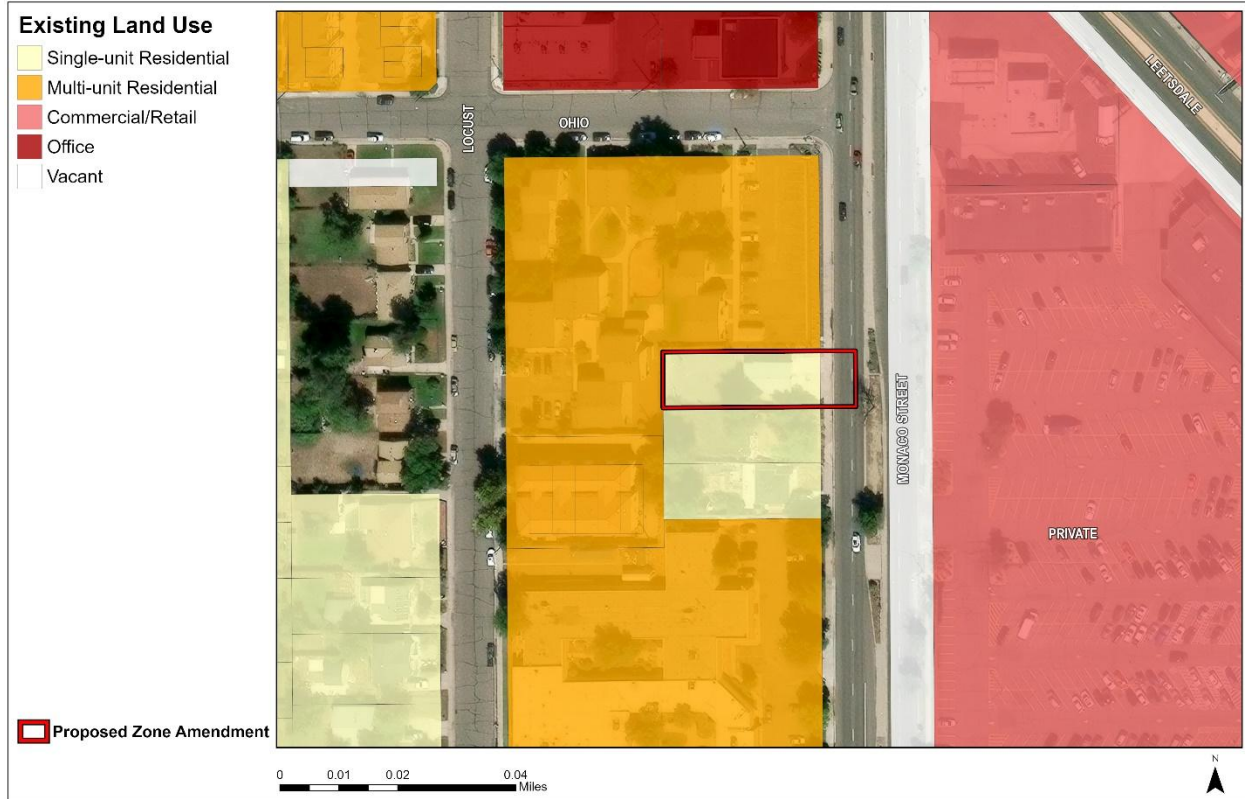 Existing Land Use
Single-unit Residential
Multi-unit Residential
Commercial/Retail
Office
Vacant
LOCUST
OHIO
LEETSDALE
MONACO STREET
PRIVATE
Proposed Zone Amendment
0 0.01 0.02 0.04
Miles
N